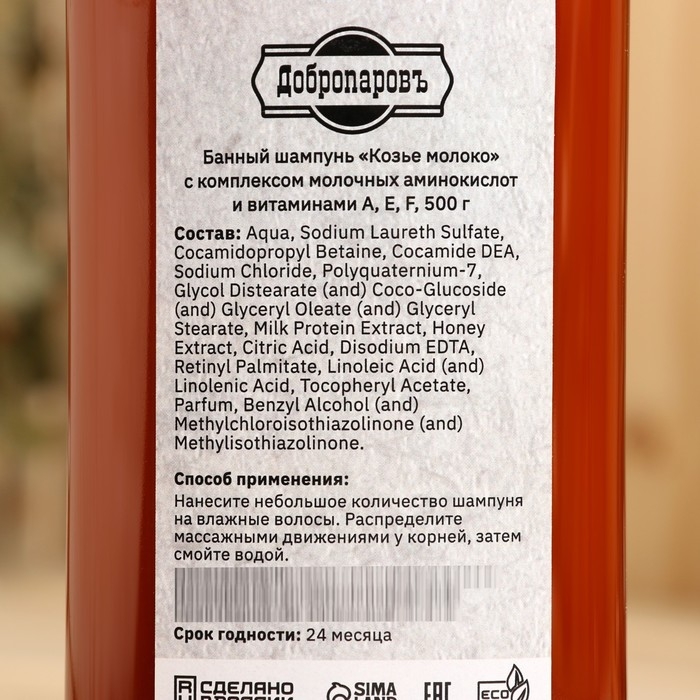 Добропаровъ
Банный шампунь «Козье молоко»
с комплексом молочных аминокислот
и витаминами А, Е, F, 500 г
Состав: Aqua, Sodium Laureth Sulfate,
Cocamidopropyl Betaine, Cocamide DEA,
Sodium Chloride, Polyquaternium-7,
Glycol Distearate (and) Coco-Glucoside
(and) Glyceryl Oleate (and) Glyceryl
Stearate, Milk Protein Extract, Honey
Extract, Citric Acid, Disodium EDTA,
Retinyl Palmitate, Linoleic Acid (and)
Linolenic Acid, Tocopheryl Acetate,
Parfum, Benzyl Alcohol (and)
Methylchloroisothiazolinone (and)
Methylisothiazolinone.
Способ применения:
Нанесите небольшое количество шампуня
на влажные волосы. Распределите
массажными движениями у корней, затем
смойте водой.
Срок годности: 24 месяца
СДЕЛАНО
В РОССИИ
SIMA
LAND
EAC
ECO